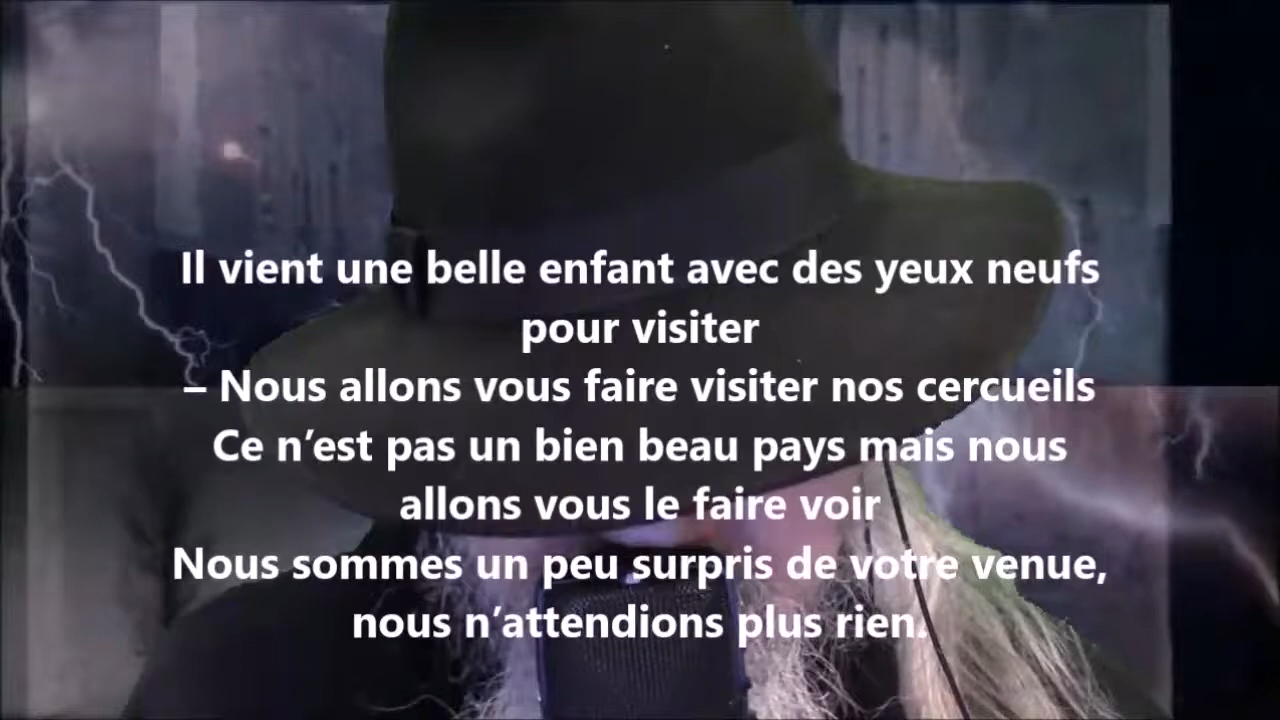 Il vient une belle enfant avec des yeux neufs
pour visiter
– Nous allons vous faire visiter nos cercueils
Ce n’est pas un bien beau pays mais nous
allons vous le faire voir
Nous sommes un peu surpris de votre venue,
nous n’attendions plus rien.